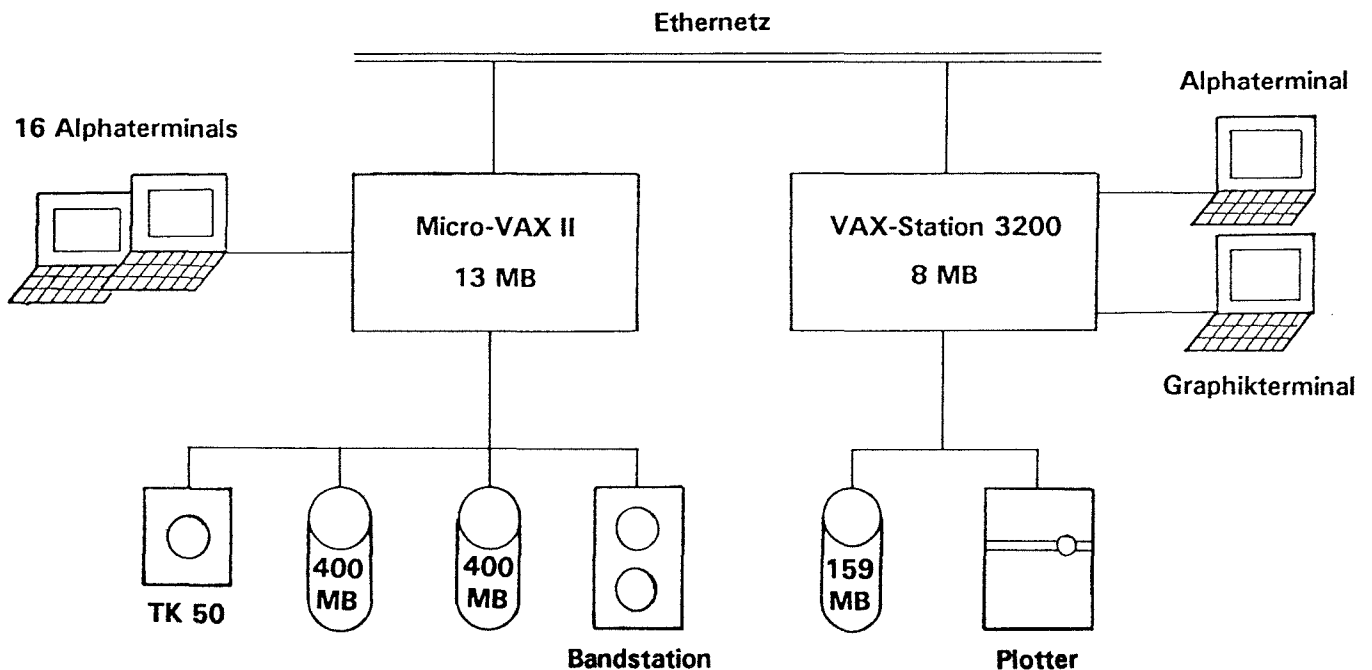 Ethernetz
Alphaterminal
16 Alphaterminals
Micro-VAX II
13 MB
VAX-Station 3200
8 MB
Graphikterminal
TK 50
400
MB
400
MB
Bandstation
159
MB
Plotter